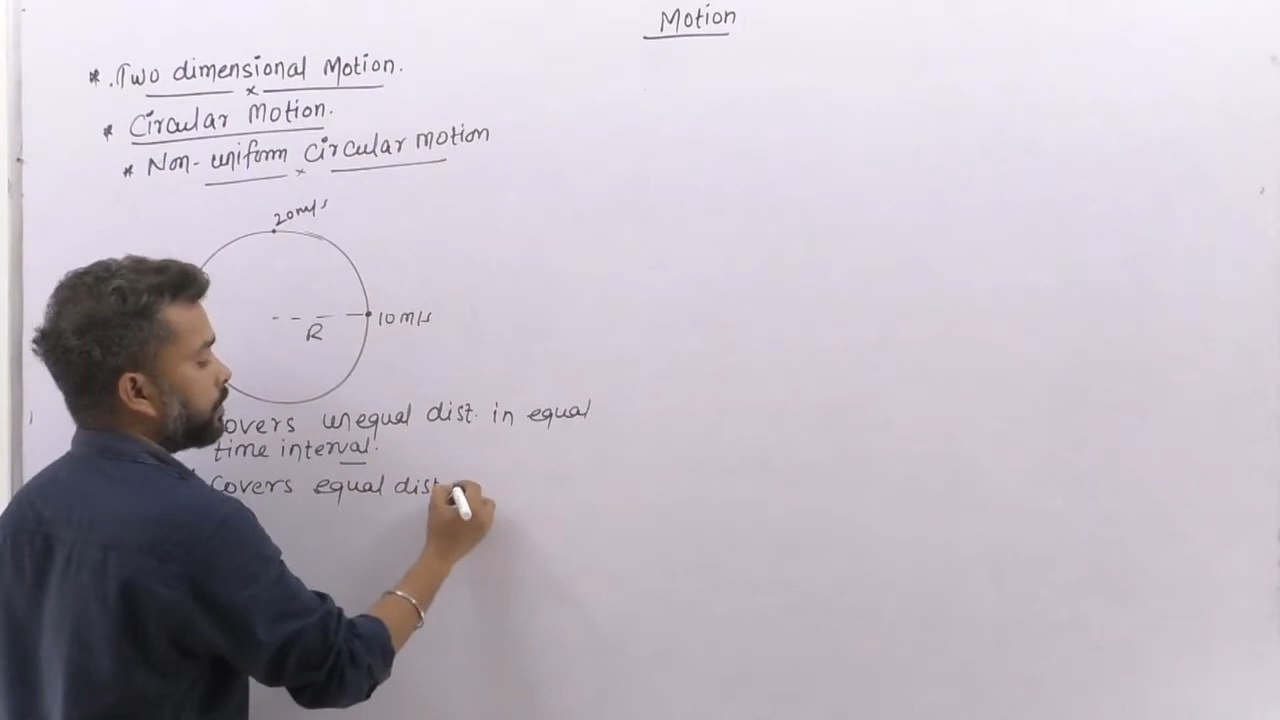 Motion
* Two dimensional Motion.
* Circular Motion.
* Non-uniform Circular Motion
20m/s
10m/s
R
overs unequal dist. in equal
time interval.
Covers equal dist